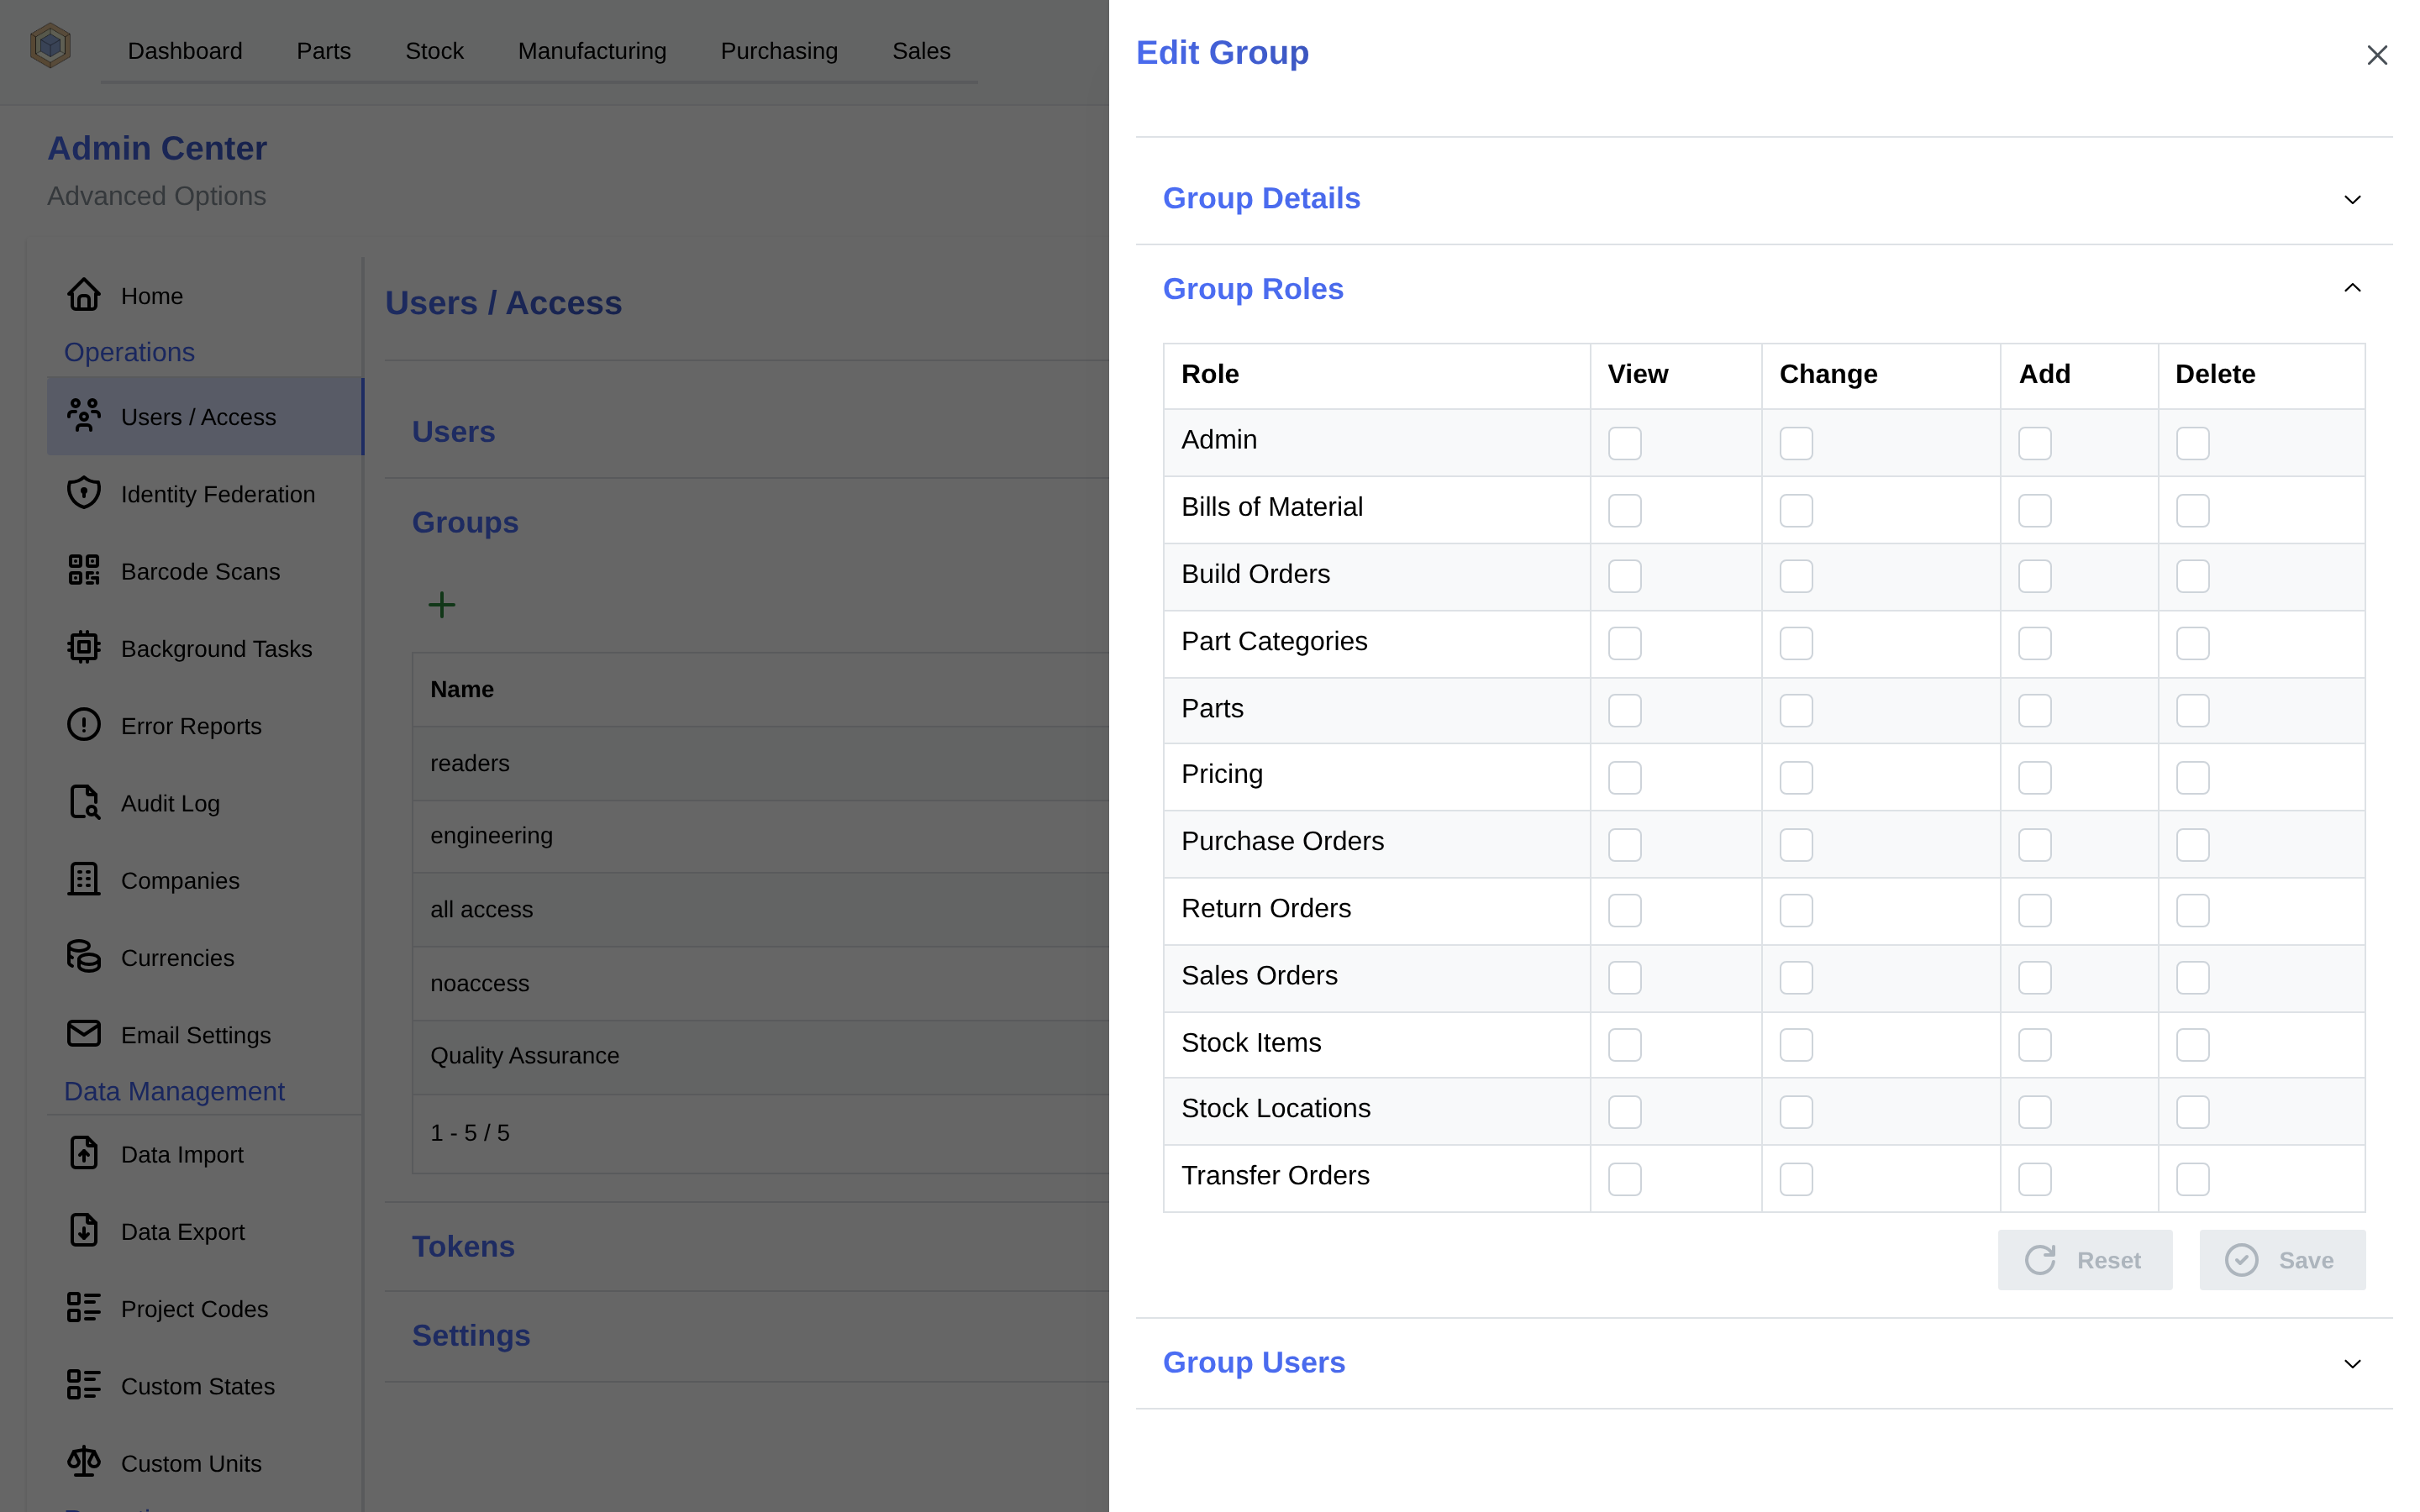 Dashboard Parts Stock Manufacturing Purchasing Sales
Admin Center
Advanced Options
Home
Operations
Users / Access
Identity Federation
Barcode Scans
Background Tasks
Error Reports
Audit Log
Companies
Currencies
Email Settings
Data Management
Data Import
Data Export
Project Codes
Custom States
Custom Units
Users / Access
Users
Groups
Name
readers
engineering
all access
noaccess
Quality Assurance
1 - 5 / 5
Tokens
Settings
Edit Group
Group Details
Group Roles
Role View Change Add Delete
Admin
Bills of Material
Build Orders
Part Categories
Parts
Pricing
Purchase Orders
Return Orders
Sales Orders
Stock Items
Stock Locations
Transfer Orders
Reset Save
Group Users